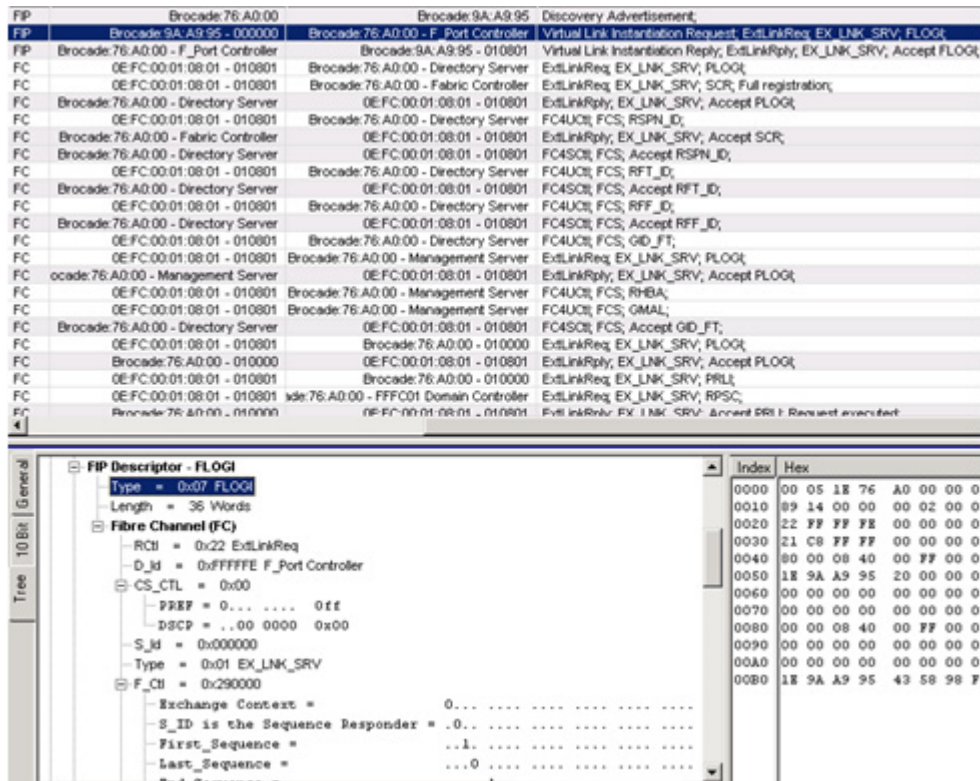 FIP Brocade:76:A0:00 Brocade:9A:A9:95 Discovery Advertisement;
FIP Brocade:9A:A9:95 - 000000 Brocade:76:A0:00 - F_Port Controller Virtual Link Instantiation Request; ExtLinkReq; EX_LNK_SRV; FLOGI;
FIP Brocade:76:A0:00 - F_Port Controller Brocade:9A:A9:95 - 010801 Virtual Link Instantiation Reply; ExtLinkRply; EX_LNK_SRV; Accept FLOGI;
FC 0E:FC:00:01:08:01 - 010801 Brocade:76:A0:00 - Directory Server ExtLinkReq; EX_LNK_SRV; PLOGI;
FC 0E:FC:00:01:08:01 - 010801 Brocade:76:A0:00 - Fabric Controller ExtLinkReq; EX_LNK_SRV; SCR; Full registration;
FC Brocade:76:A0:00 - Directory Server 0E:FC:00:01:08:01 - 010801 ExtLinkRply; EX_LNK_SRV; Accept PLOGI;
FC 0E:FC:00:01:08:01 - 010801 Brocade:76:A0:00 - Directory Server FC4UCtl; FCS; RSPN_ID;
FC Brocade:76:A0:00 - Fabric Controller 0E:FC:00:01:08:01 - 010801 ExtLinkRply; EX_LNK_SRV; Accept SCR;
FC Brocade:76:A0:00 - Directory Server 0E:FC:00:01:08:01 - 010801 FC4SCtl; FCS; Accept RSPN_ID;
FC 0E:FC:00:01:08:01 - 010801 Brocade:76:A0:00 - Directory Server FC4UCtl; FCS; RFT_ID;
FC Brocade:76:A0:00 - Directory Server 0E:FC:00:01:08:01 - 010801 FC4SCtl; FCS; Accept RFT_ID;
FC 0E:FC:00:01:08:01 - 010801 Brocade:76:A0:00 - Directory Server FC4UCtl; FCS; RFF_ID;
FC Brocade:76:A0:00 - Directory Server 0E:FC:00:01:08:01 - 010801 FC4SCtl; FCS; Accept RFF_ID;
FC 0E:FC:00:01:08:01 - 010801 Brocade:76:A0:00 - Directory Server FC4UCtl; FCS; GID_FT;
FC 0E:FC:00:01:08:01 - 010801 Brocade:76:A0:00 - Management Server ExtLinkReq; EX_LNK_SRV; PLOGI;
FC ocade:76:A0:00 - Management Server 0E:FC:00:01:08:01 - 010801 ExtLinkRply; EX_LNK_SRV; Accept PLOGI;
FC 0E:FC:00:01:08:01 - 010801 Brocade:76:A0:00 - Management Server FC4UCtl; FCS; RHBA;
FC 0E:FC:00:01:08:01 - 010801 Brocade:76:A0:00 - Management Server FC4UCtl; FCS; GMAL;
FC Brocade:76:A0:00 - Directory Server 0E:FC:00:01:08:01 - 010801 FC4SCtl; FCS; Accept GID_FT;
FC 0E:FC:00:01:08:01 - 010801 Brocade:76:A0:00 - 010000 ExtLinkReq; EX_LNK_SRV; PLOGI;
FC Brocade:76:A0:00 - 010000 0E:FC:00:01:08:01 - 010801 ExtLinkRply; EX_LNK_SRV; Accept PLOGI;
FC 0E:FC:00:01:08:01 - 010801 Brocade:76:A0:00 - 010000 ExtLinkReq; EX_LNK_SRV; PRLI;
FC 0E:FC:00:01:08:01 - 010801 ade:76:A0:00 - FFFC01 Domain Controller ExtLinkReq; EX_LNK_SRV; RPSC;
FC Brocade:76:A0:00 - 010000 0E:FC:00:01:08:01 - 010801 ExtLinkRply; EX_LNK_SRV; Accept PRLI; Request executed;
General
10 Bit
Tree
FIP Descriptor - FLOGI
Type = 0x07 FLOGI
Length = 36 Words
Fibre Channel (FC)
RCtl = 0x22 ExtLinkReq
D_Id = 0xFFFFFE F_Port Controller
CS_CTL = 0x00
PREF = 0... .... 0ff
DSCP = ..00 0000 0x00
S_Id = 0x000000
Type = 0x01 EX_LNK_SRV
F_Ctl = 0x290000
Exchange Context = 0... .... .... .... .... ....
S_ID is the Sequence Responder = .0.. .... .... .... .... ....
First_Sequence = ..1. .... .... .... .... ....
Last_Sequence = ...0 .... .... .... .... ....
Index Hex
0000 00 05 1E 76 A0 00 00 0
0010 89 14 00 00 00 02 00 0
0020 22 FF FF FE 00 00 00 0
0030 21 C8 FF FF 00 00 00 0
0040 80 00 08 40 00 FF 00 0
0050 1E 9A A9 95 20 00 00 0
0060 00 00 00 00 00 00 00 0
0070 00 00 00 00 00 00 00 0
0080 00 00 08 40 00 FF 00 0
0090 00 00 00 00 00 00 00 0
00A0 00 00 00 00 00 00 00 0
00B0 1E 9A A9 95 43 58 98 F